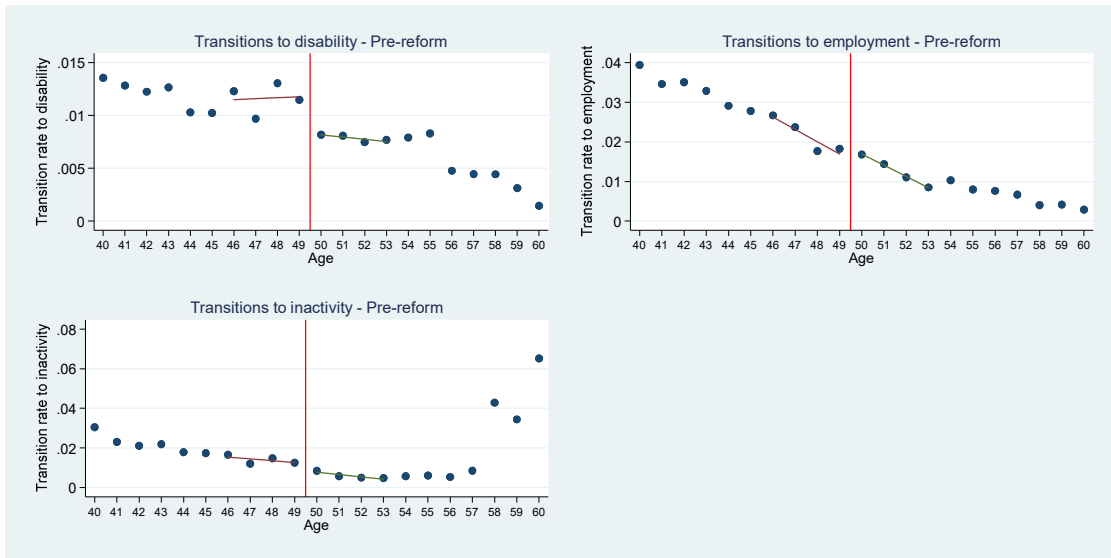 Transitions to disability - Pre-reform
Transition rate to disability
.015
.01
.005
0
40 41 42 43 44 45 46 47 48 49 50 51 52 53 54 55 56 57 58 59 60
Age
Transitions to employment - Pre-reform
Transition rate to employment
.04
.03
.02
.01
0
40 41 42 43 44 45 46 47 48 49 50 51 52 53 54 55 56 57 58 59 60
Age
Transitions to inactivity - Pre-reform
Transition rate to inactivity
.08
.06
.04
.02
0
40 41 42 43 44 45 46 47 48 49 50 51 52 53 54 55 56 57 58 59 60
Age